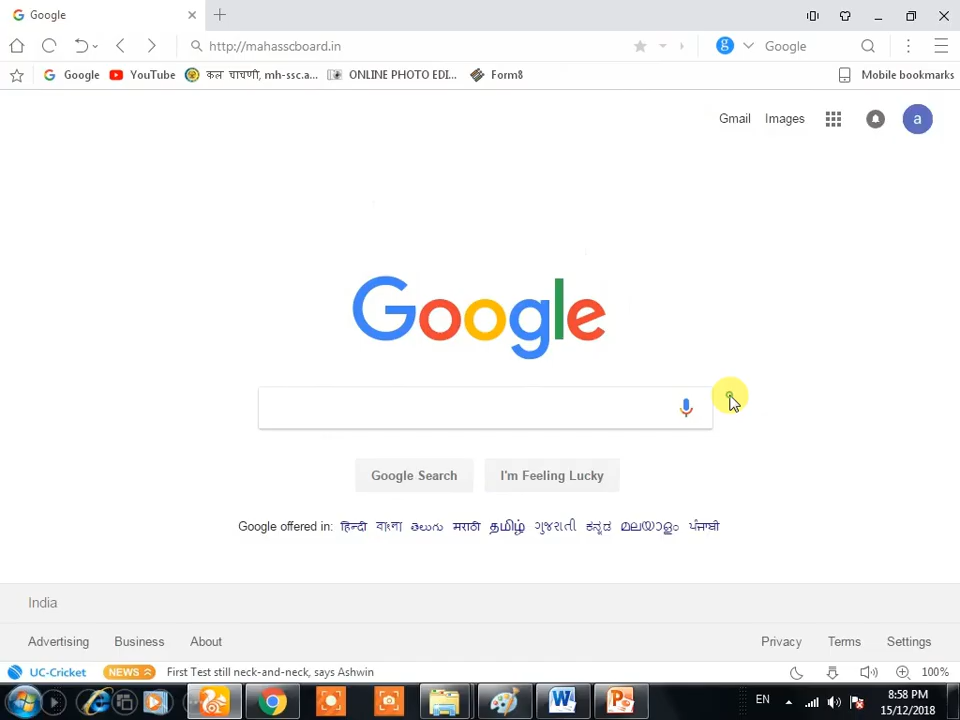 Google
http://mahasscboard.in
Google
Google
YouTube
कल चाचणी, mh-ssc.a...
ONLINE PHOTO EDI...
Form8
Mobile bookmarks
Gmail
Images
a
Google
Google Search
I'm Feeling Lucky
Google offered in: हिन्दी বাংলা తెలుగు मराठी தமிழ் ગુજરાતી ಕನ್ನಡ മലയാളം ਪੰਜਾਬੀ
India
Advertising
Business
About
Privacy
Terms
Settings
UC-Cricket
NEWS
First Test still neck-and-neck, says Ashwin
100%
EN
8:58 PM
15/12/2018